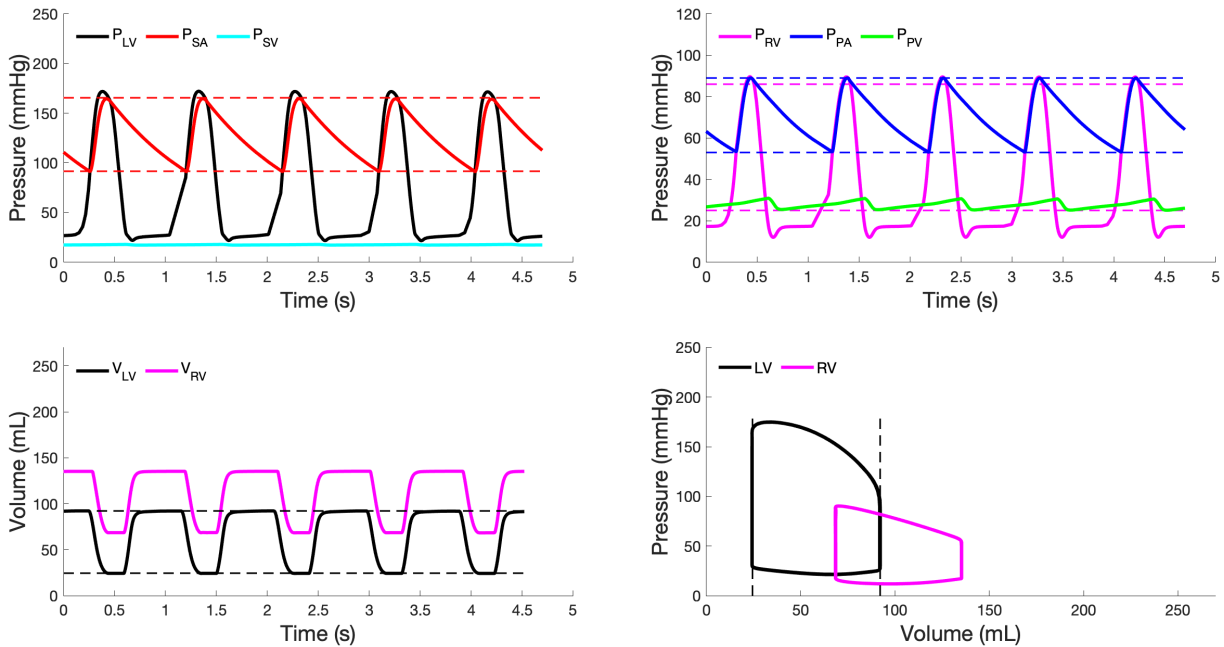 250
200
150
100
50
0
Pressure (mmHg)
P_LV P_SA P_SV
0 0.5 1 1.5 2 2.5 3 3.5 4 4.5 5
Time (s)
120
100
80
60
40
20
0
Pressure (mmHg)
P_RV P_PA P_PV
0 0.5 1 1.5 2 2.5 3 3.5 4 4.5 5
Time (s)
250
200
150
100
50
0
Volume (mL)
V_LV V_RV
0 0.5 1 1.5 2 2.5 3 3.5 4 4.5 5
Time (s)
250
200
150
100
50
0
Pressure (mmHg)
LV RV
0 50 100 150 200 250
Volume (mL)